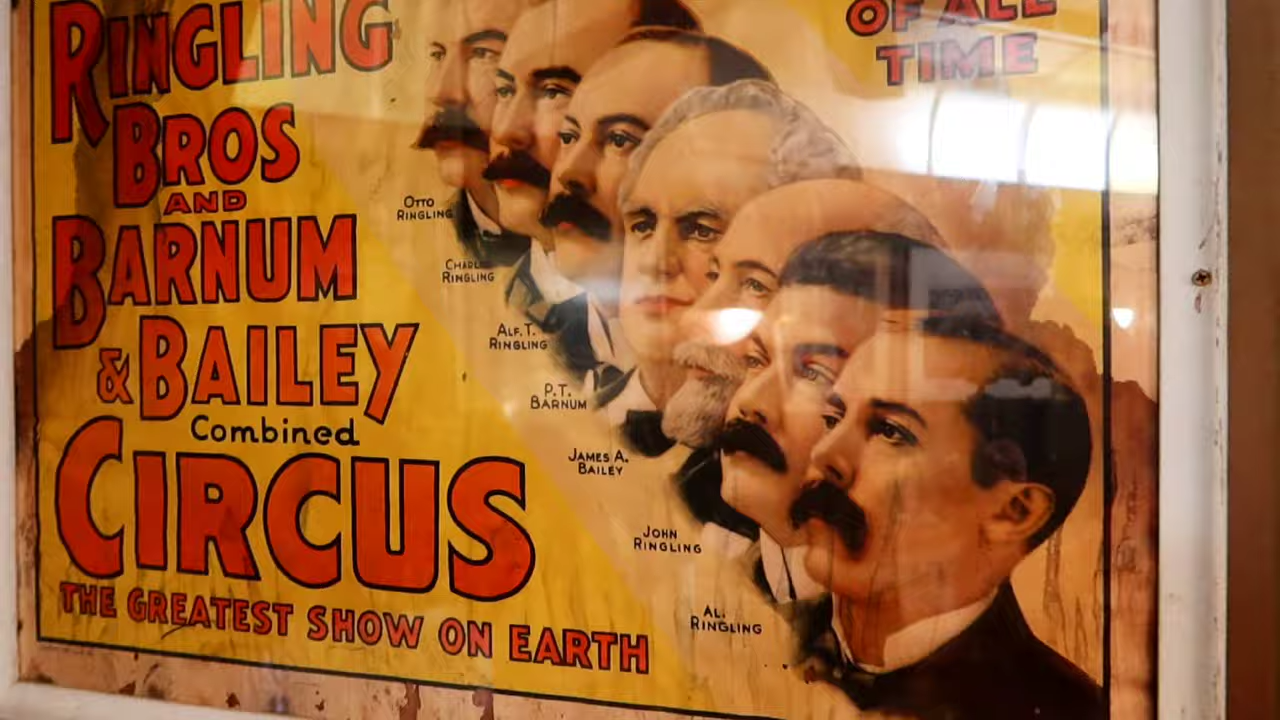 RINGLING
BROS
AND
BARNUM
& BAILEY
Combined
CIRCUS
THE GREATEST SHOW ON EARTH
OF ALL
TIME
OTTO
RINGLING
CHARLES
RINGLING
ALF. T.
RINGLING
P.T.
BARNUM
JAMES A.
BAILEY
JOHN
RINGLING
AL.
RINGLING